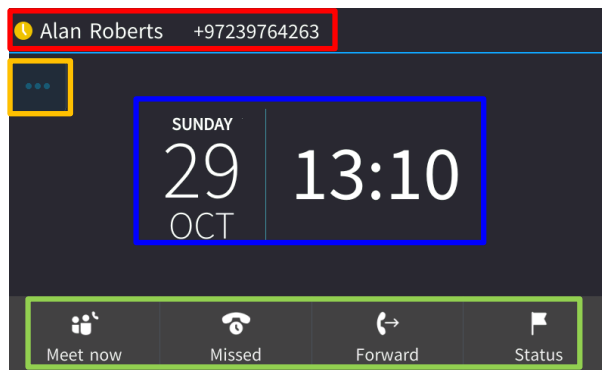 Alan Roberts +97239764263
SUNDAY
29
OCT
13:10
Meet now Missed Forward Status